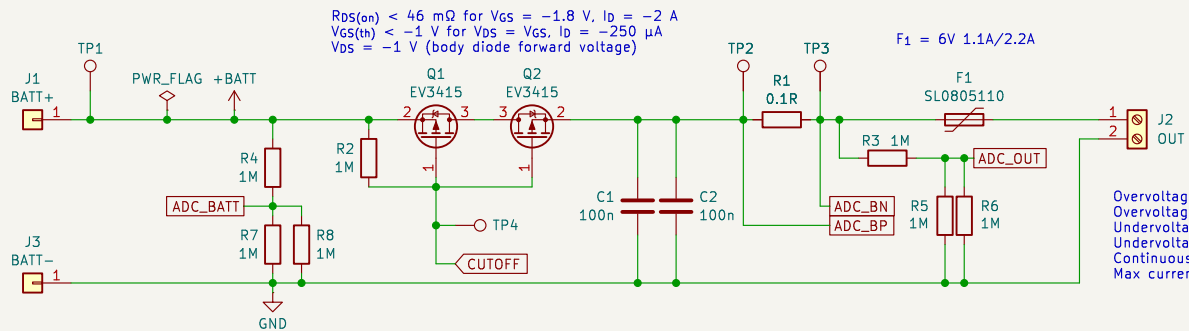 RDS(on) < 46 mΩ for VGS = −1.8 V, ID = −2 A
VGS(th) < −1 V for VDS = VGS, ID = −250 µA
VDS = −1 V (body diode forward voltage)
F1 = 6V 1.1A/2.2A
TP1
TP2
TP3
J1
BATT+
1
PWR_FLAG
+BATT
Q1
EV3415
2
3
1
Q2
EV3415
3
2
1
R1
0.1R
F1
SL0805110
1
2
J2
OUT
R2
1M
R4
1M
R3 1M
ADC_OUT
ADC_BATT
C1
100n
C2
100n
ADC_BN
ADC_BP
R5
1M
R6
1M
R7
1M
R8
1M
TP4
CUTOFF
J3
BATT−
1
GND
Overvoltag
Overvoltag
Undervolta
Undervolta
Continuous
Max curren